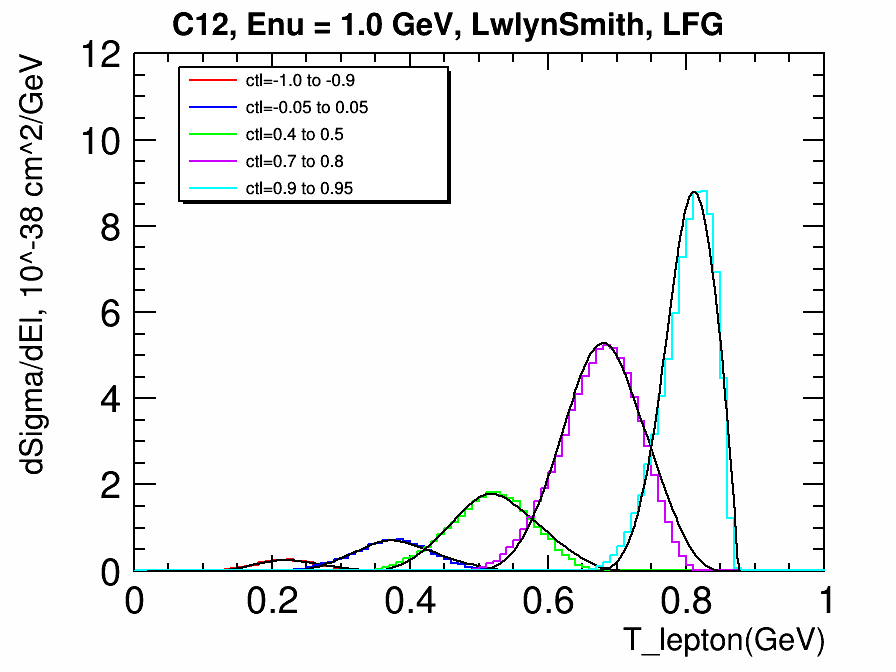 C12, Enu = 1.0 GeV, LwlynSmith, LFG
dSigma/dEl, 10^-38 cm^2/GeV
12
10
8
6
4
2
0
ctl=-1.0 to -0.9
ctl=-0.05 to 0.05
ctl=0.4 to 0.5
ctl=0.7 to 0.8
ctl=0.9 to 0.95
0 0.2 0.4 0.6 0.8 1
T_lepton(GeV)